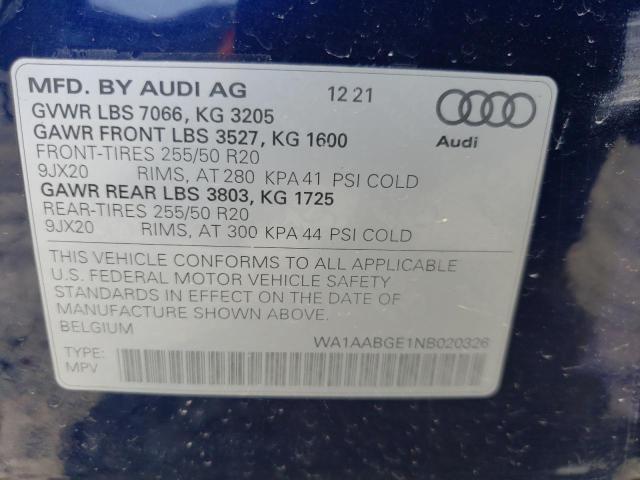 MFD. BY AUDI AG 12 21
GVWR LBS 7066, KG 3205
GAWR FRONT LBS 3527, KG 1600
Audi
FRONT-TIRES 255/50 R20
9JX20 RIMS, AT 280 KPA 41 PSI COLD
GAWR REAR LBS 3803, KG 1725
REAR-TIRES 255/50 R20
9JX20 RIMS, AT 300 KPA 44 PSI COLD
THIS VEHICLE CONFORMS TO ALL APPLICABLE
U.S. FEDERAL MOTOR VEHICLE SAFETY
STANDARDS IN EFFECT ON THE DATE OF
MANUFACTURE SHOWN ABOVE.
BELGIUM WA1AABGE1NB020326
TYPE:
MPV